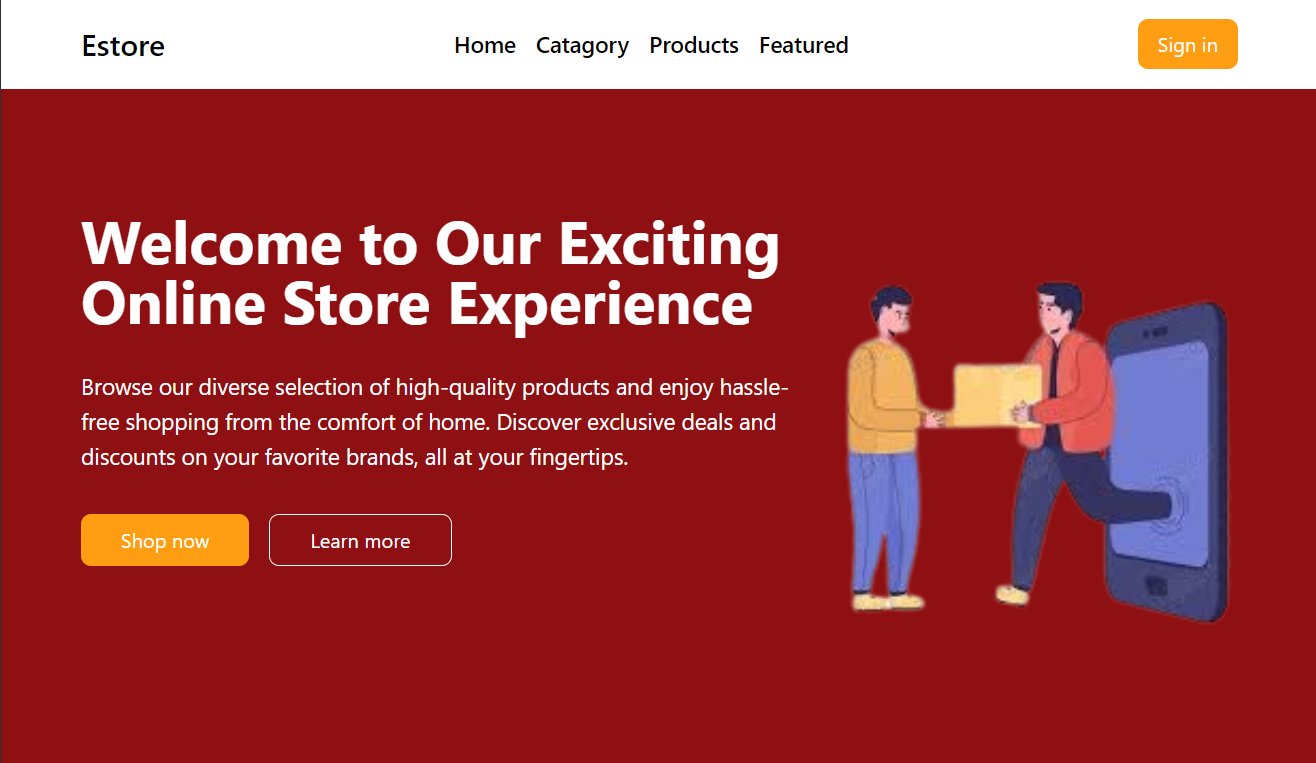 Estore
Home Catagory Products Featured
Sign in
Welcome to Our Exciting
Online Store Experience
Browse our diverse selection of high-quality products and enjoy hassle-
free shopping from the comfort of home. Discover exclusive deals and
discounts on your favorite brands, all at your fingertips.
Shop now
Learn more